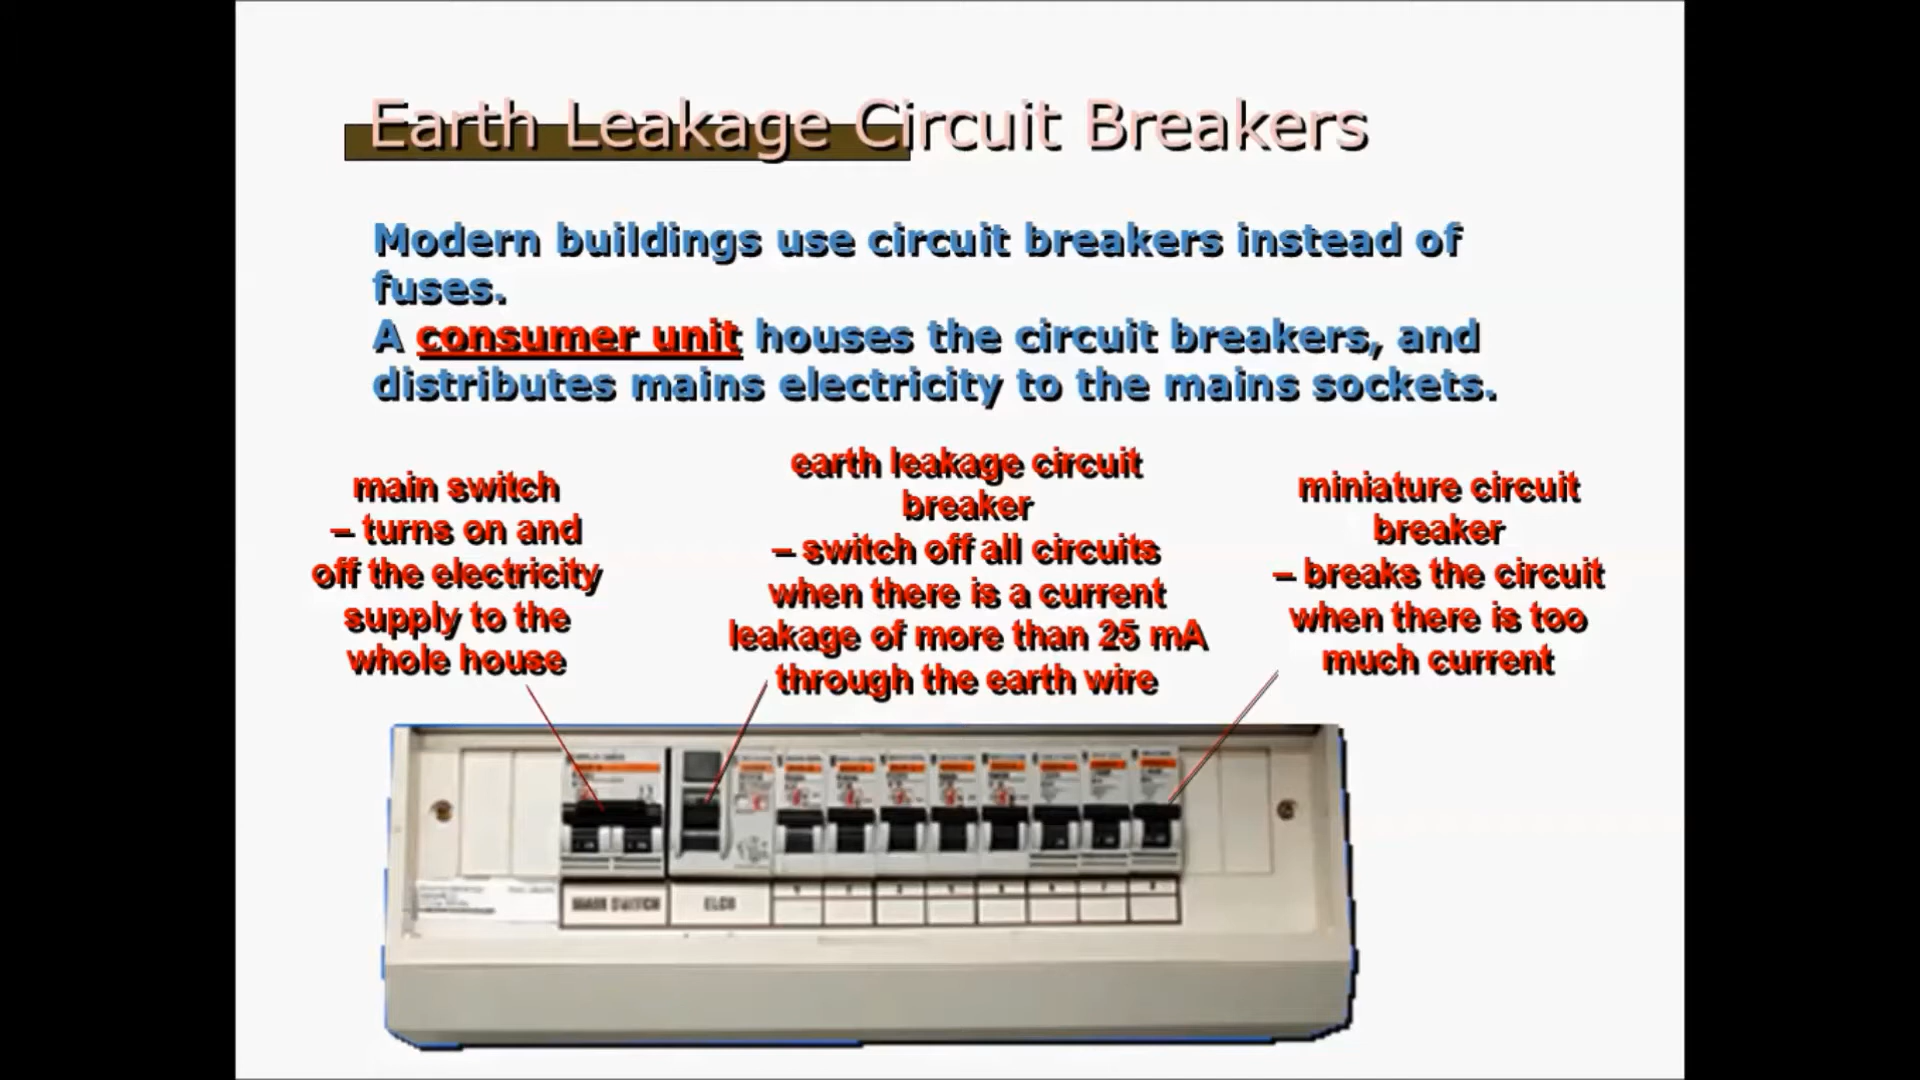 Earth Leakage Circuit Breakers
Modern buildings use circuit breakers instead of
fuses.
A consumer unit houses the circuit breakers, and
distributes mains electricity to the mains sockets.
main switch
– turns on and
off the electricity
supply to the
whole house
earth leakage circuit
breaker
– switch off all circuits
when there is a current
leakage of more than 25 mA
through the earth wire
miniature circuit
breaker
– breaks the circuit
when there is too
much current
MAIN SWITCH
ELCB